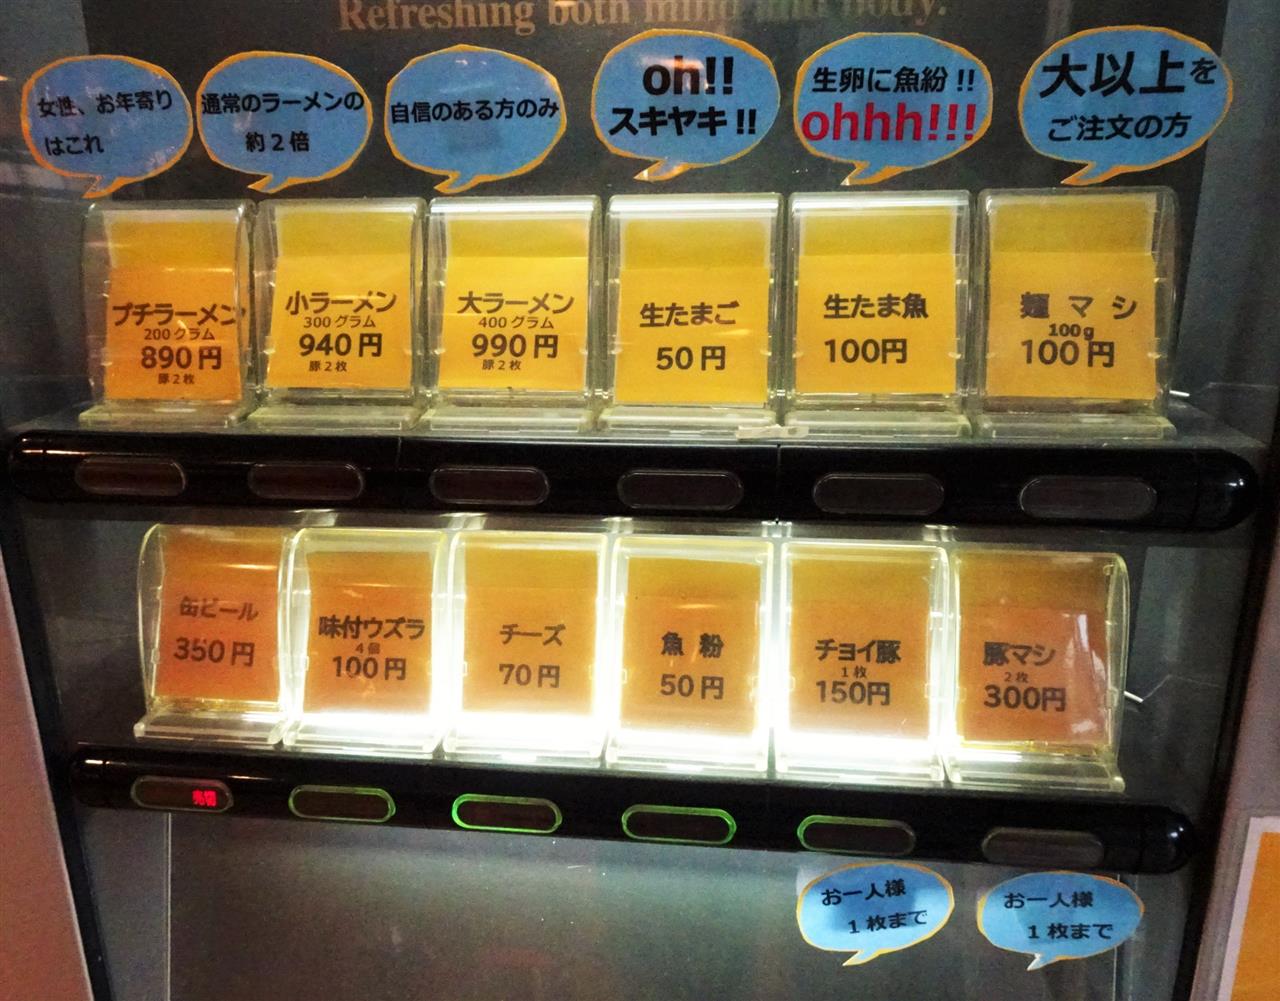 Refreshing both mind and body.
女性、お年寄り
はこれ
通常のラーメンの
約2倍
自信のある方のみ
oh!!
スキヤキ!!
生卵に魚粉!!
ohhh!!!
大以上を
ご注文の方
プチラーメン
200グラム
890円
豚2枚
小ラーメン
300グラム
940円
豚2枚
大ラーメン
400グラム
990円
豚2枚
生たまご
50円
生たま魚
100円
麺マシ
100g
100円
缶ビール
350円
売切
味付ウズラ
4個
100円
チーズ
70円
魚粉
50円
チョイ豚
1枚
150円
豚マシ
2枚
300円
お一人様
1枚まで
お一人様
1枚まで